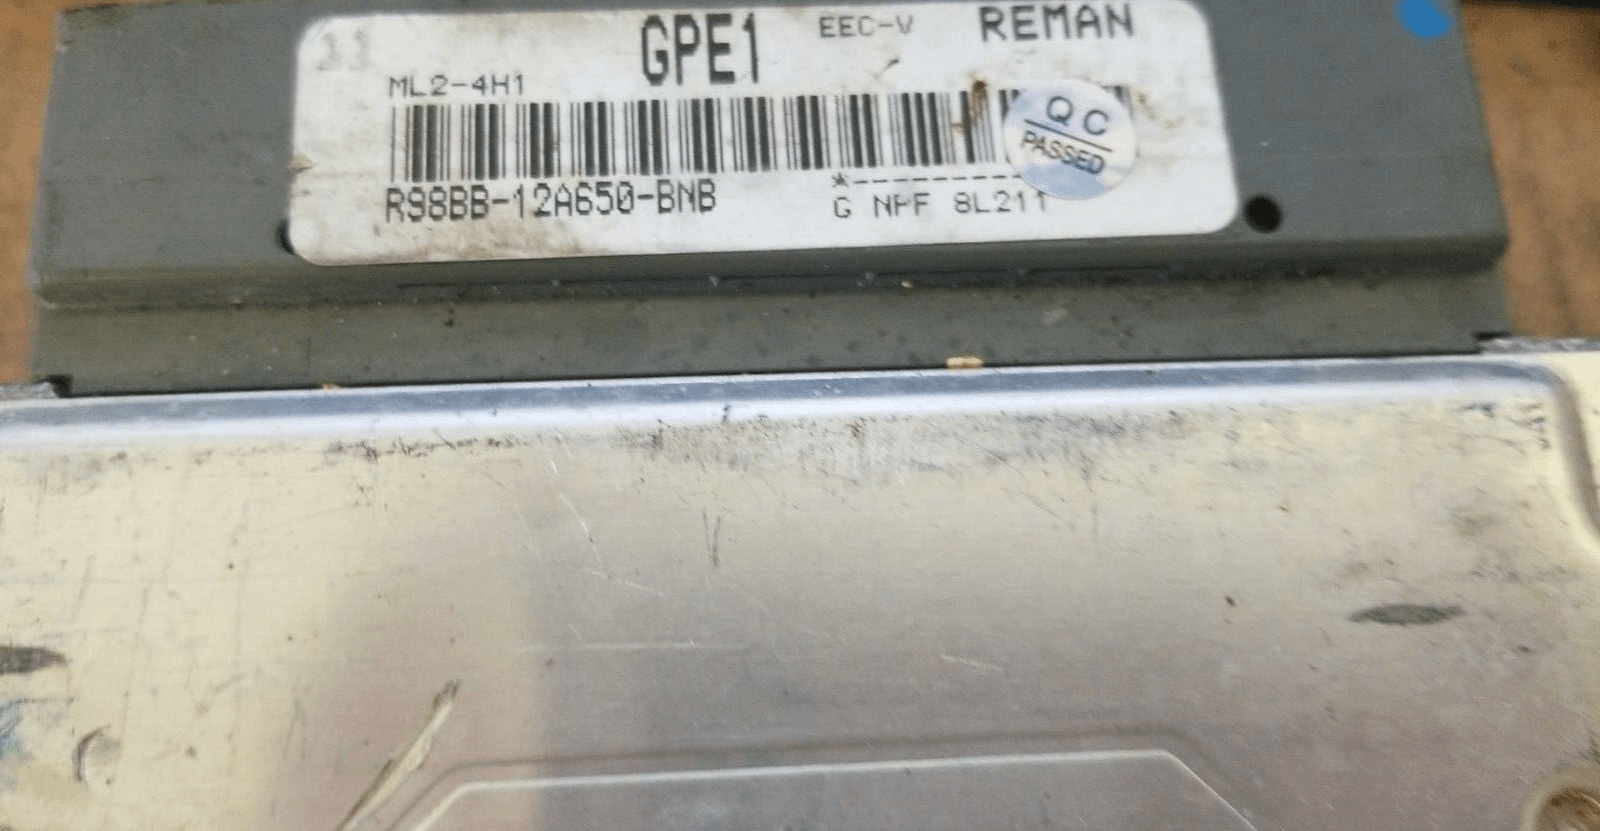 GPE1 EEC-V REMAN
ML2-4H1
QC
PASSED
R98BB-12A650-BNB
*----------
G NPF 8L211